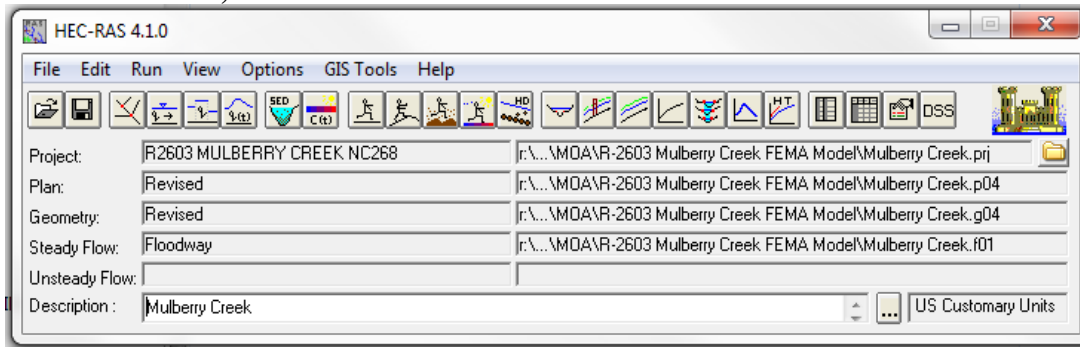 HEC-RAS 4.1.0
File Edit Run View Options GIS Tools Help
SED C(t) HD HT DSS
Project: R2603 MULBERRY CREEK NC268 r:\...\MOA\R-2603 Mulberry Creek FEMA Model\Mulberry Creek.prj
Plan: Revised r:\...\MOA\R-2603 Mulberry Creek FEMA Model\Mulberry Creek.p04
Geometry: Revised r:\...\MOA\R-2603 Mulberry Creek FEMA Model\Mulberry Creek.g04
Steady Flow: Floodway r:\...\MOA\R-2603 Mulberry Creek FEMA Model\Mulberry Creek.f01
Unsteady Flow:
Description : Mulberry Creek ... US Customary Units